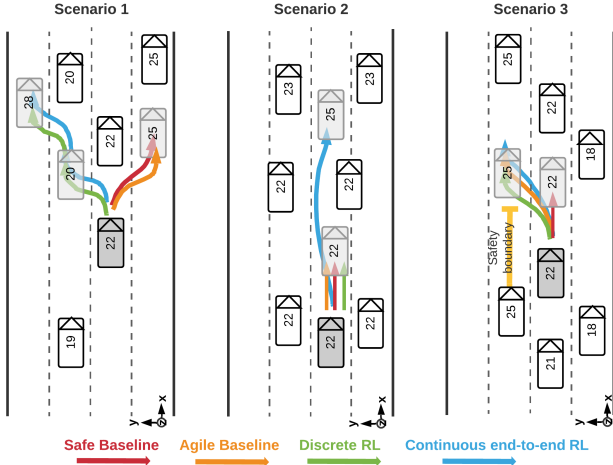 Scenario 1
Scenario 2
Scenario 3
25
20
28
25
22
20
22
19
x
y
z
23
23
25
22
22
22
22
22
22
x
y
z
25
22
18
25
22
Safety
boundary
22
25
18
21
x
y
z
Safe Baseline
Agile Baseline
Discrete RL
Continuous end-to-end RL